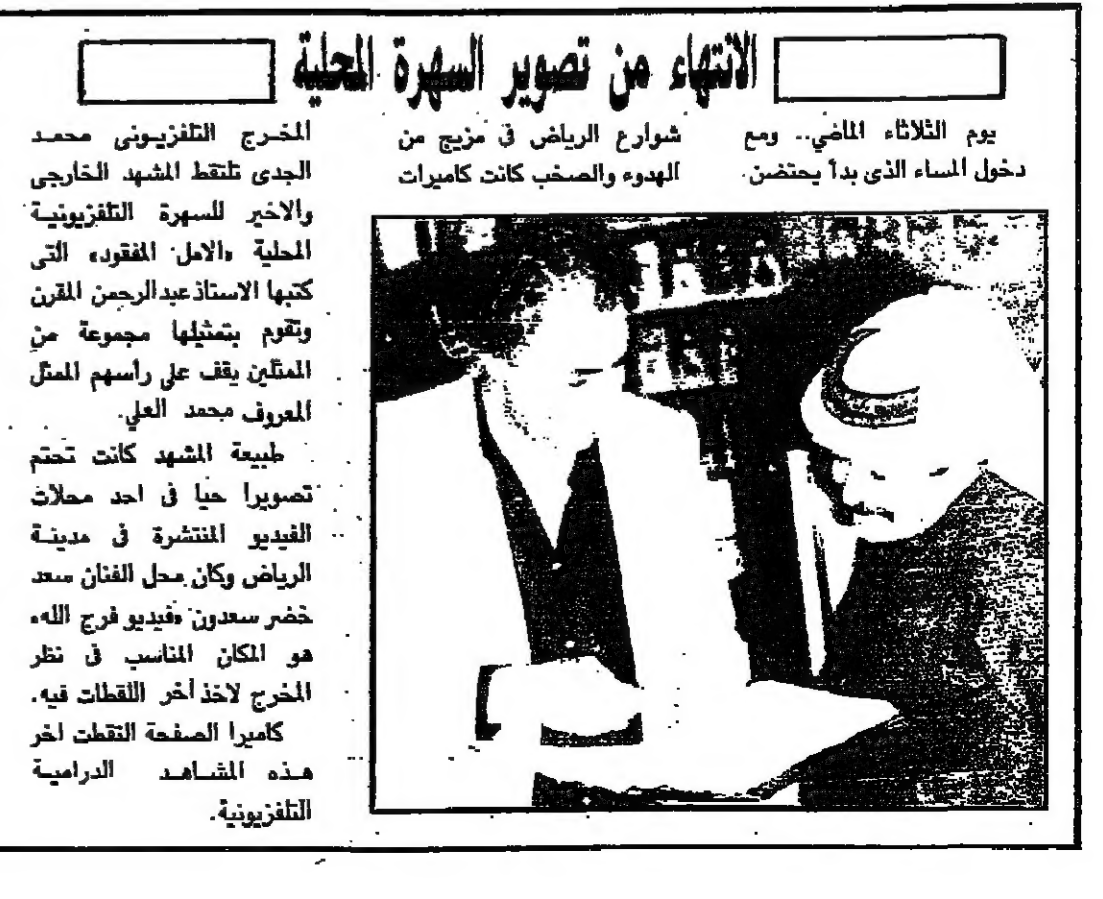 الانتهاء من تصوير السهرة المحلية
يوم الثلاثاء الماضي.. ومع
دخول المساء الذى بدأ يحتضن
شوارع الرياض فى مزيج من
الهدوء والصخب كانت كاميرات
المخرج التلفزيونى محمد
الجدى تلتقط المشهد الخارجى
والاخير للسهرة التلفزيونية
المحلية «الامل المفقود» التى
كتبها الاستاذ عبدالرحمن المقرن
وتقوم بتمثيلها مجموعة من
الممثلين يقف على رأسهم الممثل
المعروف محمد العلي.
طبيعة المشهد كانت تحتم
تصويرا حيا فى احد محلات
الفيديو المنتشرة فى مدينة
الرياض وكان محل الفنان سعد
خضر سعدون «فيديو فرج الله»
هو المكان المناسب فى نظر
المخرج لاخذ أخر اللقطات فيه.
كاميرا الصفحة التقطت اخر
هذه المشاهد الدرامية
التلفزيونية.